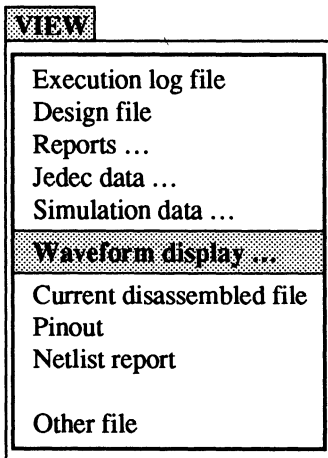 VIEW
Execution log file
Design file
Reports ...
Jedec data ...
Simulation data ...
Waveform display ...
Current disassembled file
Pinout
Netlist report
Other file